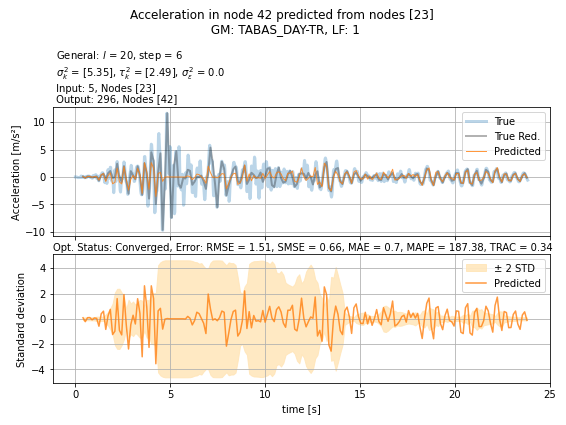 Acceleration in node 42 predicted from nodes [23]
GM: TABAS_DAY-TR, LF: 1
General: l = 20, step = 6
σ²ₖ = [5.35], τ²ₖ = [2.49], σ²ε = 0.0
Input: 5, Nodes [23]
Output: 296, Nodes [42]
Acceleration [m/s²]
10
5
0
−5
−10
True
True Red.
Predicted
Opt. Status: Converged, Error: RMSE = 1.51, SMSE = 0.66, MAE = 0.7, MAPE = 187.38, TRAC = 0.34
Standard deviation
4
2
0
−2
−4
± 2 STD
Predicted
0 5 10 15 20 25
time [s]